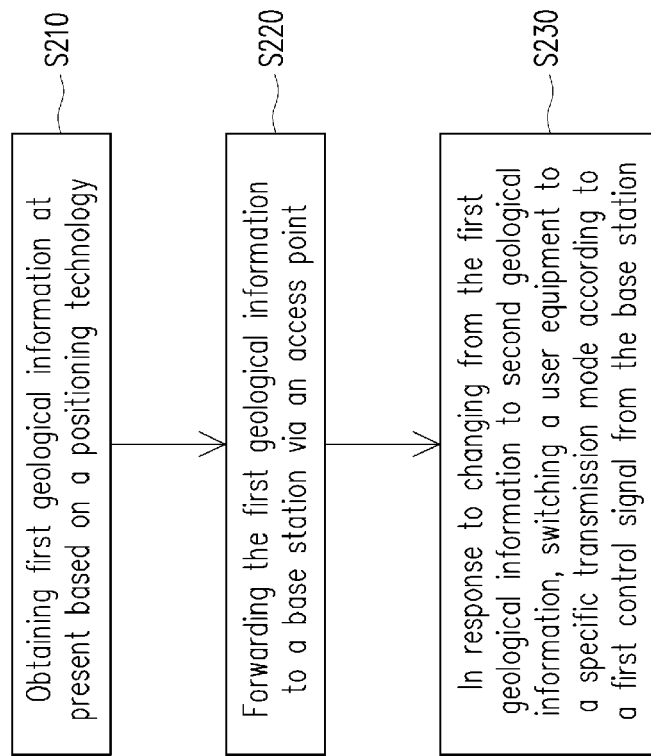 Obtaining first geological information at
present based on a positioning technology
S210
Forwarding the first geological information
to a base station via an access point
S220
In response to changing from the first
geological information to second geological
information, switching a user equipment to
a specific transmission mode according to
a first control signal from the base station
S230